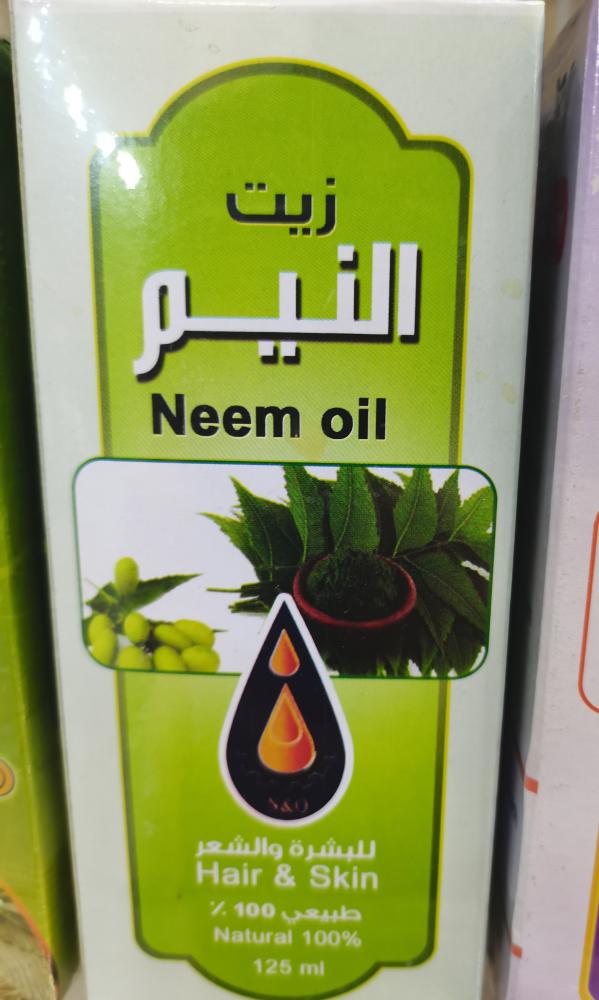 زيت
النيم
Neem oil
للبشرة والشعر
Hair & Skin
طبيعي 100 ٪
Natural 100%
125 ml